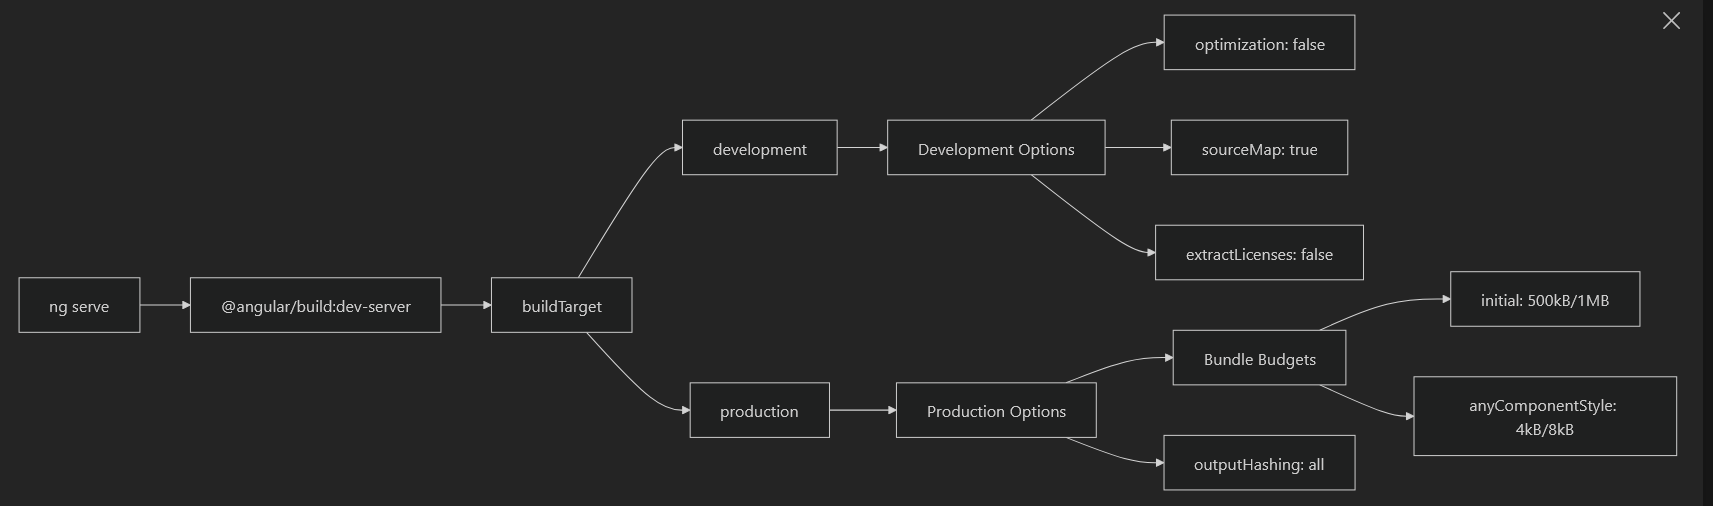 ng serve
@angular/build:dev-server
buildTarget
development
Development Options
optimization: false
sourceMap: true
extractLicenses: false
production
Production Options
Bundle Budgets
initial: 500kB/1MB
anyComponentStyle:
4kB/8kB
outputHashing: all